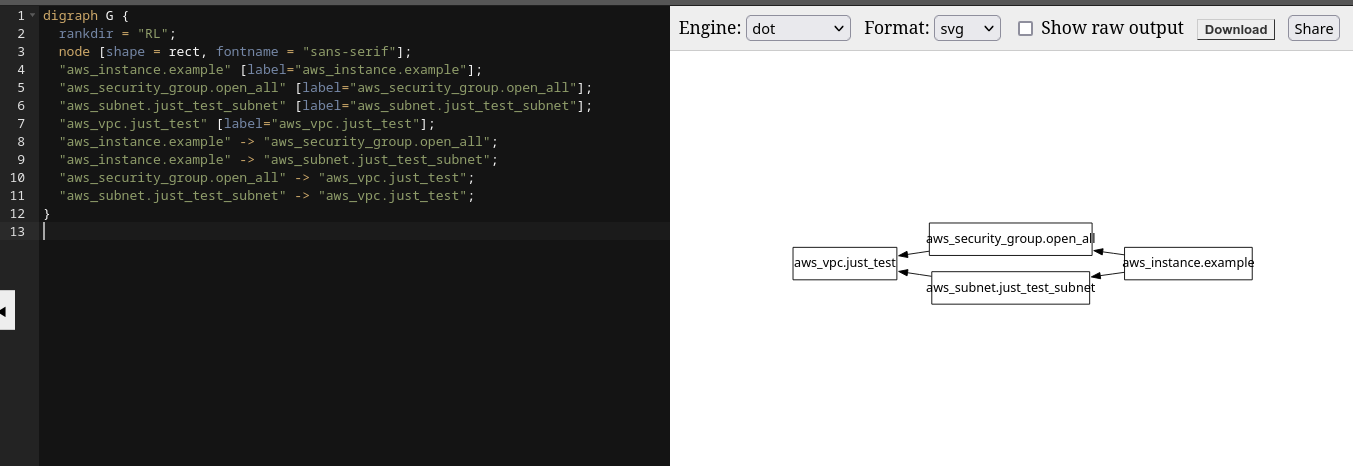 1 digraph G {
2 rankdir = "RL";
3 node [shape = rect, fontname = "sans-serif"];
4 "aws_instance.example" [label="aws_instance.example"];
5 "aws_security_group.open_all" [label="aws_security_group.open_all"];
6 "aws_subnet.just_test_subnet" [label="aws_subnet.just_test_subnet"];
7 "aws_vpc.just_test" [label="aws_vpc.just_test"];
8 "aws_instance.example" -> "aws_security_group.open_all";
9 "aws_instance.example" -> "aws_subnet.just_test_subnet";
10 "aws_security_group.open_all" -> "aws_vpc.just_test";
11 "aws_subnet.just_test_subnet" -> "aws_vpc.just_test";
12 }
13
Engine: dot Format: svg Show raw output Download Share
aws_security_group.open_all
aws_vpc.just_test
aws_instance.example
aws_subnet.just_test_subnet